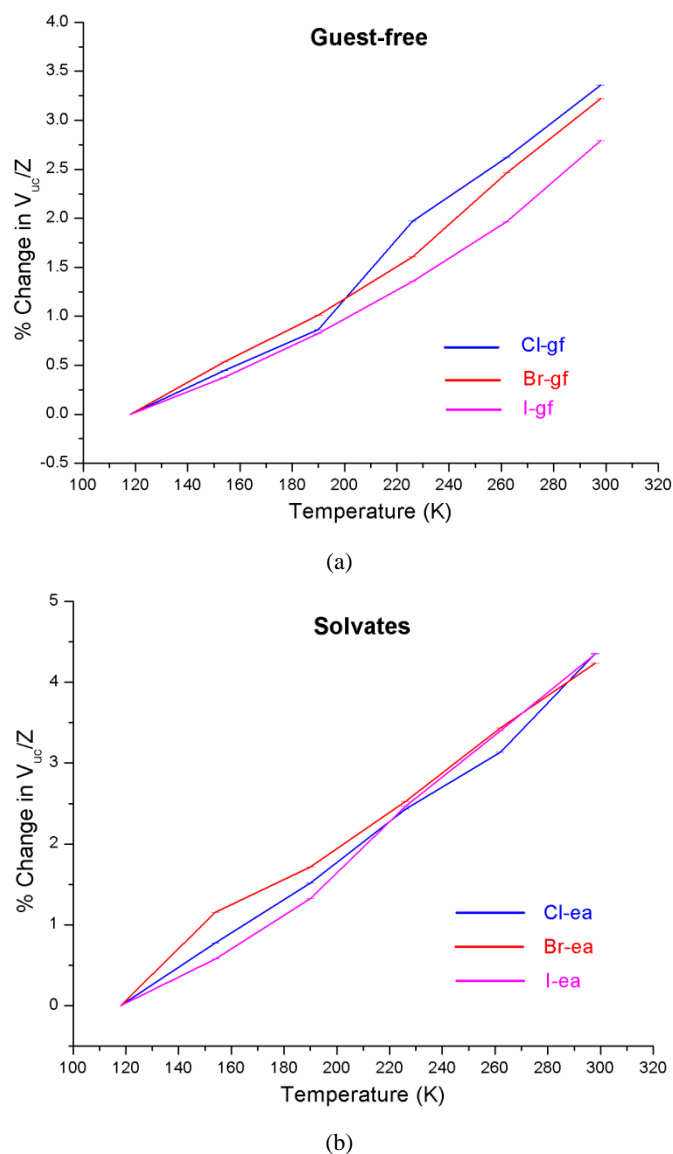 Guest-free
% Change in V_uc/Z
4.0
3.5
3.0
2.5
2.0
1.5
1.0
0.5
0.0
-0.5
Cl-gf
Br-gf
I-gf
100 120 140 160 180 200 220 240 260 280 300 320
Temperature (K)
(a)
Solvates
% Change in V_uc/Z
5
4
3
2
1
0
Cl-ea
Br-ea
I-ea
100 120 140 160 180 200 220 240 260 280 300 320
Temperature (K)
(b)